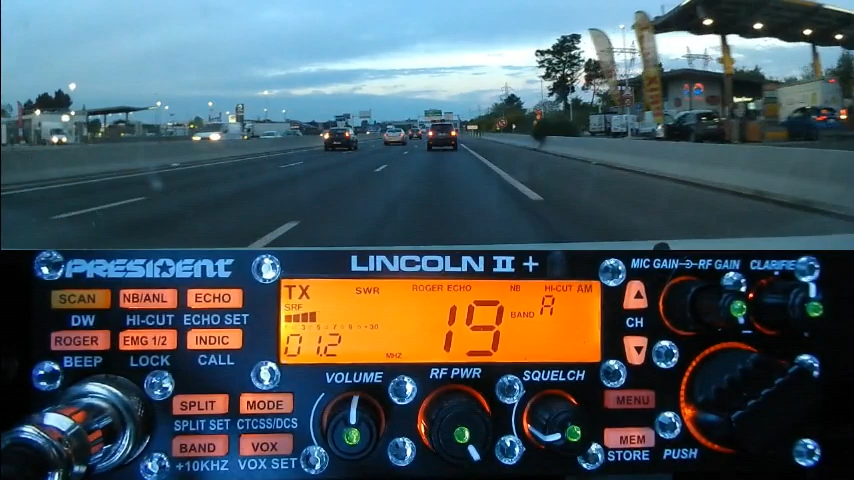 PRESIDENT
LINCOLN II +
MIC GAIN RF GAIN CLARIFIER
SCAN NB/ANL ECHO
DW HI-CUT ECHO SET
ROGER EMG 1/2 INDIC
BEEP LOCK CALL
TX SWR ROGER ECHO NB HI-CUT AM
SRF
19 BAND A
01.2 MHZ
CH
VOLUME RF PWR SQUELCH
SPLIT MODE
SPLIT SET CTCSS/DCS
BAND VOX
+10KHZ VOX SET
MENU
MEM
STORE PUSH